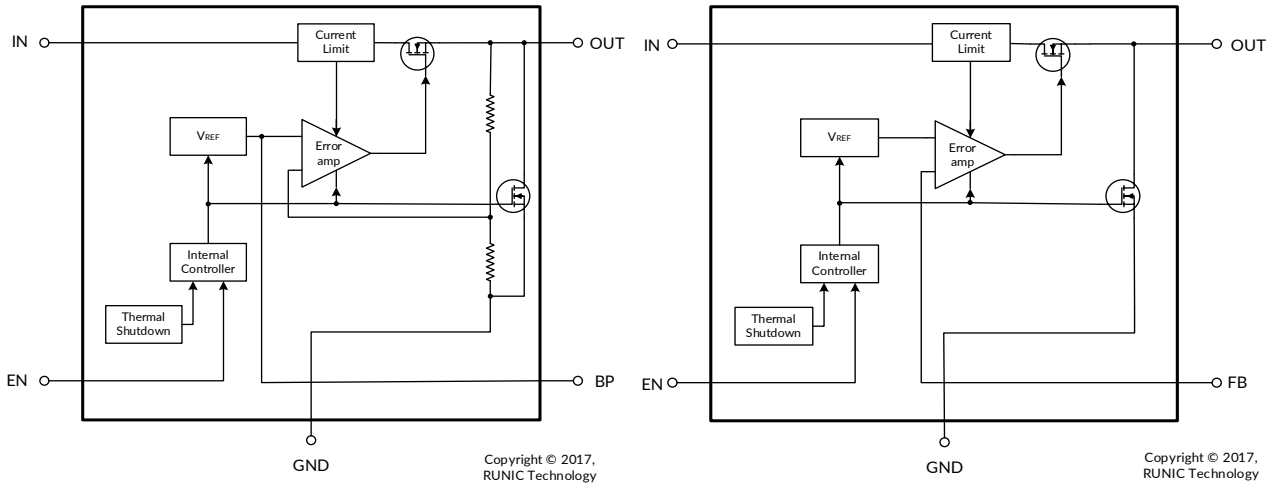 IN
Current
Limit
OUT
VREF
Error
amp
Internal
Controller
Thermal
Shutdown
EN
BP
GND
Copyright © 2017,
RUNIC Technology
IN
Current
Limit
OUT
VREF
Error
amp
Internal
Controller
Thermal
Shutdown
EN
FB
GND
Copyright © 2017,
RUNIC Technology